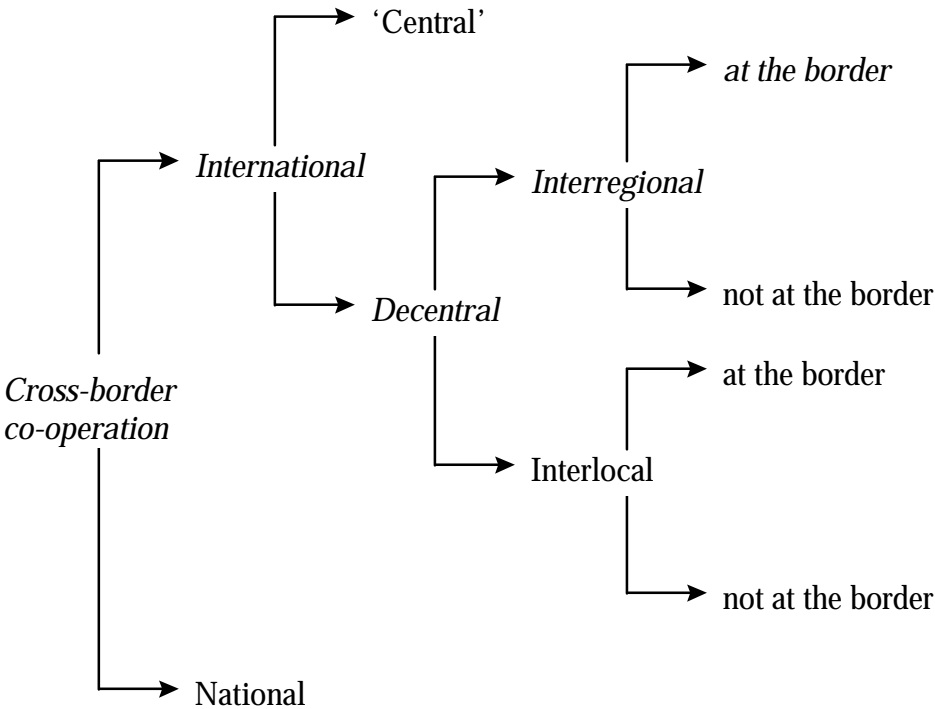 ‘Central’
at the border
International
Interregional
not at the border
Decentral
at the border
Cross-border
co-operation
Interlocal
not at the border
National